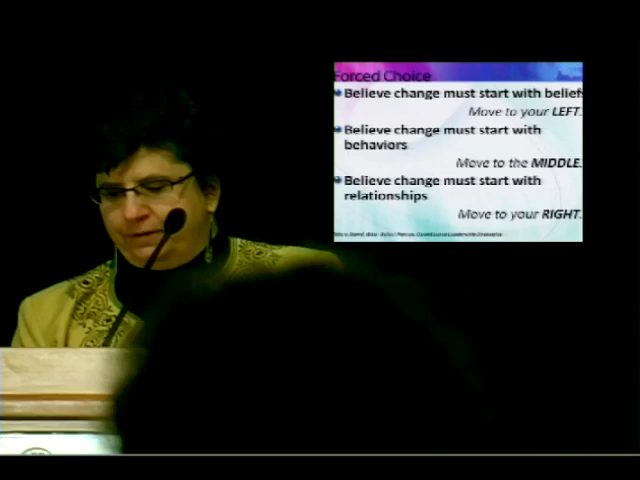 Forced Choice
Believe change must start with beliefs
Move to your LEFT.
Believe change must start with
behaviors
Move to the MIDDLE.
Believe change must start with
relationships
Move to your RIGHT.